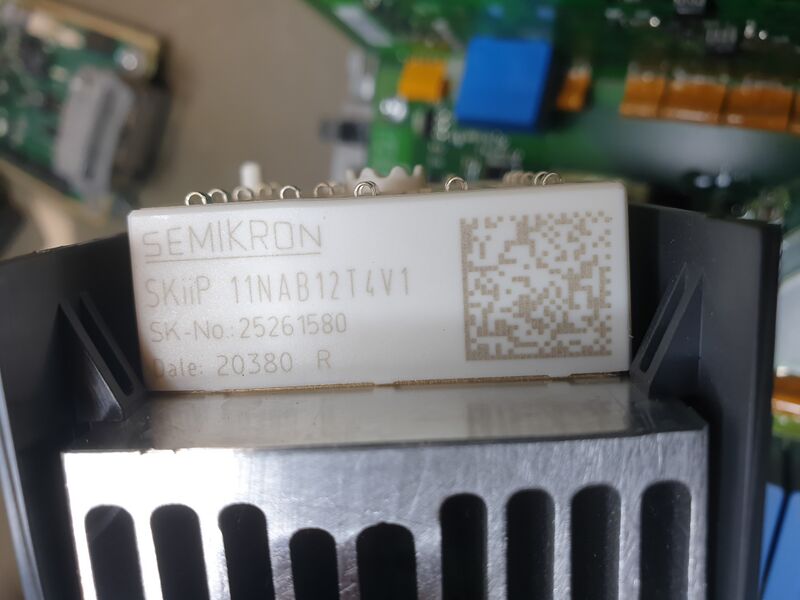 SEMIKRON
SKiiP 11NAB12T4V1
SK-No.:25261580
Date: 20380 R